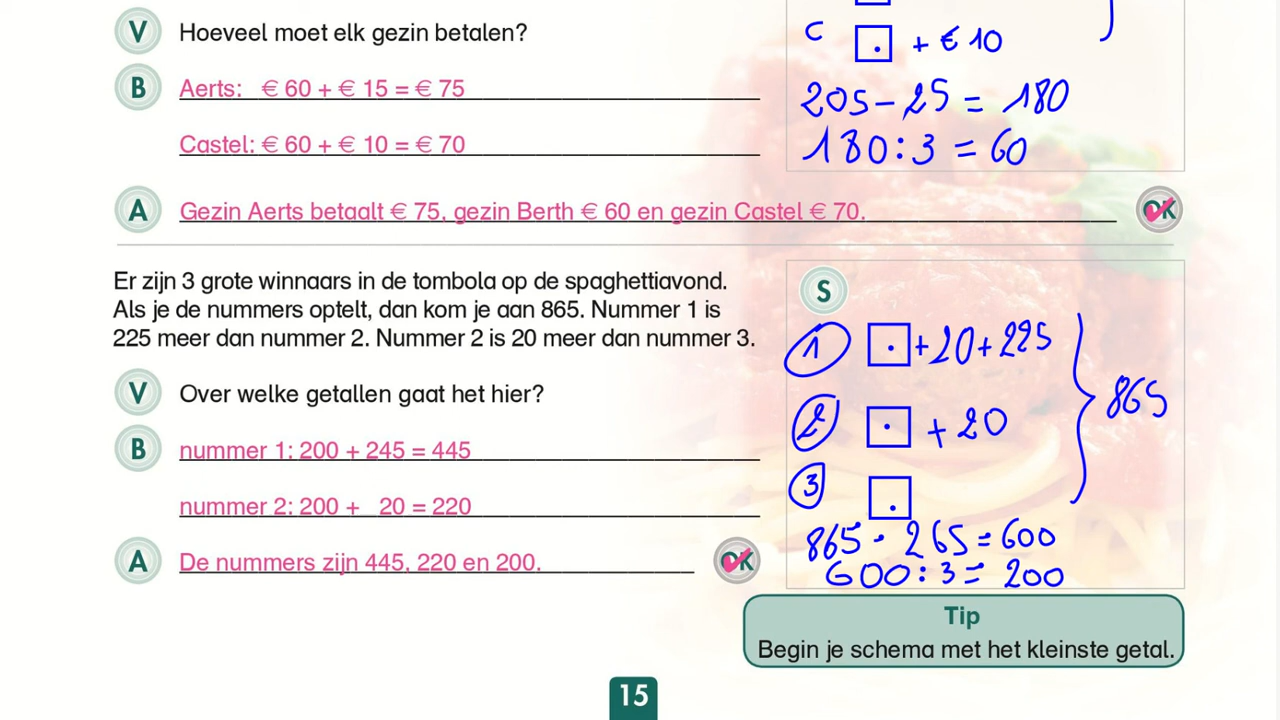 V Hoeveel moet elk gezin betalen?
B Aerts: € 60 + € 15 = € 75
Castel: € 60 + € 10 = € 70
A Gezin Aerts betaalt € 75, gezin Berth € 60 en gezin Castel € 70.
OK
C + € 10
205 - 25 = 180
180 : 3 = 60
Er zijn 3 grote winnaars in de tombola op de spaghettiavond.
Als je de nummers optelt, dan kom je aan 865. Nummer 1 is
225 meer dan nummer 2. Nummer 2 is 20 meer dan nummer 3.
V Over welke getallen gaat het hier?
B nummer 1: 200 + 245 = 445
nummer 2: 200 + 20 = 220
A De nummers zijn 445, 220 en 200.
OK
S
1 . + 20 + 225
2 . + 20
3 .
865
865 - 265 = 600
600 : 3 = 200
Tip
Begin je schema met het kleinste getal.
15